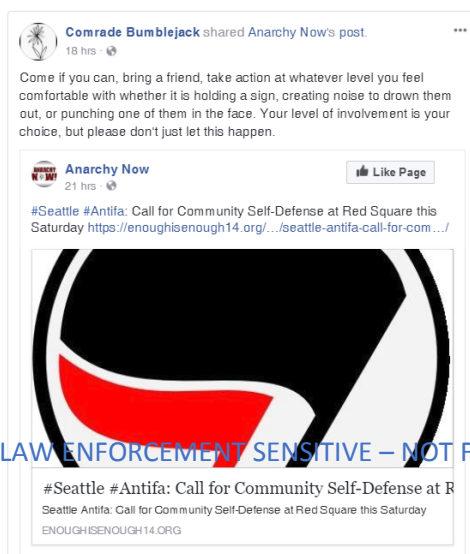 Comrade Bumblejack shared Anarchy Now's post.
18 hrs ·
Come if you can, bring a friend, take action at whatever level you feel
comfortable with whether it is holding a sign, creating noise to drown them
out, or punching one of them in the face. Your level of involvement is your
choice, but please don't just let this happen.
ANARCHY
NOW!
Anarchy Now
21 hrs ·
Like Page
#Seattle #Antifa: Call for Community Self-Defense at Red Square this
Saturday https://enoughisenough14.org/…/seattle-antifa-call-for-com…/
LAW ENFORCEMENT SENSITIVE – NOT F
#Seattle #Antifa: Call for Community Self-Defense at R
Seattle Antifa: Call for Community Self-Defense at Red Square this Saturday
ENOUGHISENOUGH14.ORG